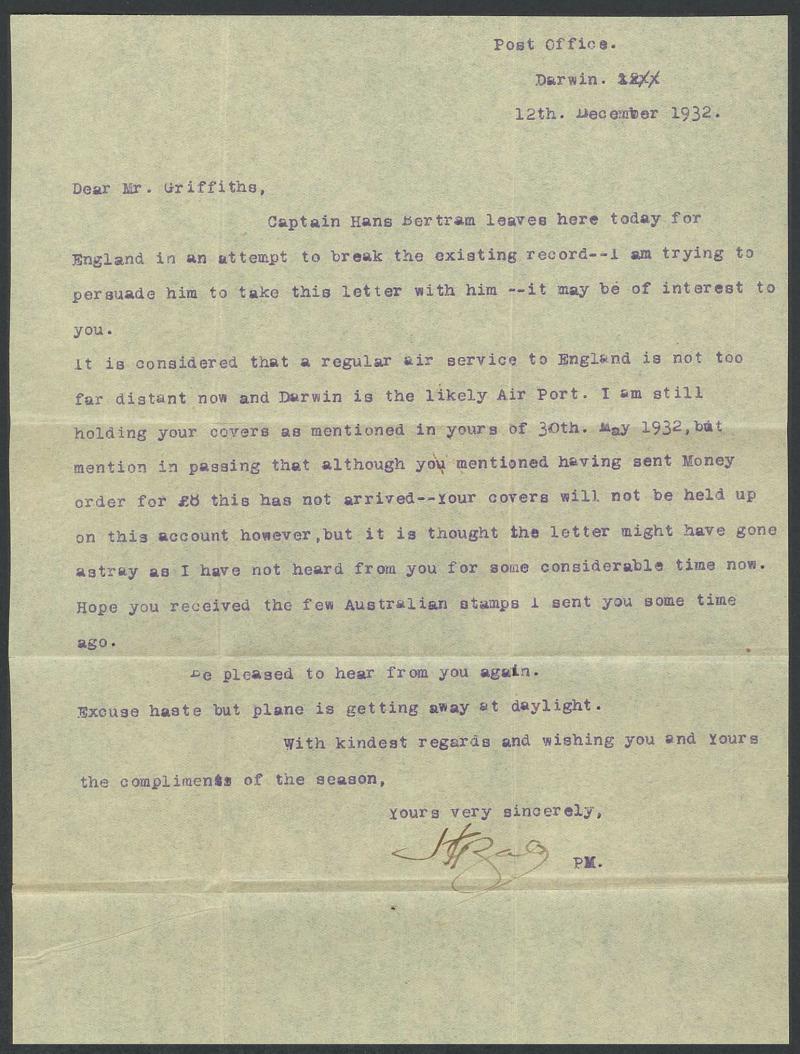 Post Office.
Darwin.
12th. December 1932.
Dear Mr. Griffiths,
Captain Hans Bertram leaves here today for
England in an attempt to break the existing record--I am trying to
persuade him to take this letter with him --it may be of interest to
you.
It is considered that a regular air service to England is not too
far distant now and Darwin is the likely Air Port. I am still
holding your covers as mentioned in yours of 30th. May 1932,but
mention in passing that although you mentioned having sent Money
order for £8 this has not arrived--Your covers will not be held up
on this account however,but it is thought the letter might have gone
astray as I have not heard from you for some considerable time now.
Hope you received the few Australian stamps I sent you some time
ago.
Be pleased to hear from you again.
Excuse haste but plane is getting away at daylight.
With kindest regards and wishing you and Yours
the compliments of the season,
Yours very sincerely,
PM.